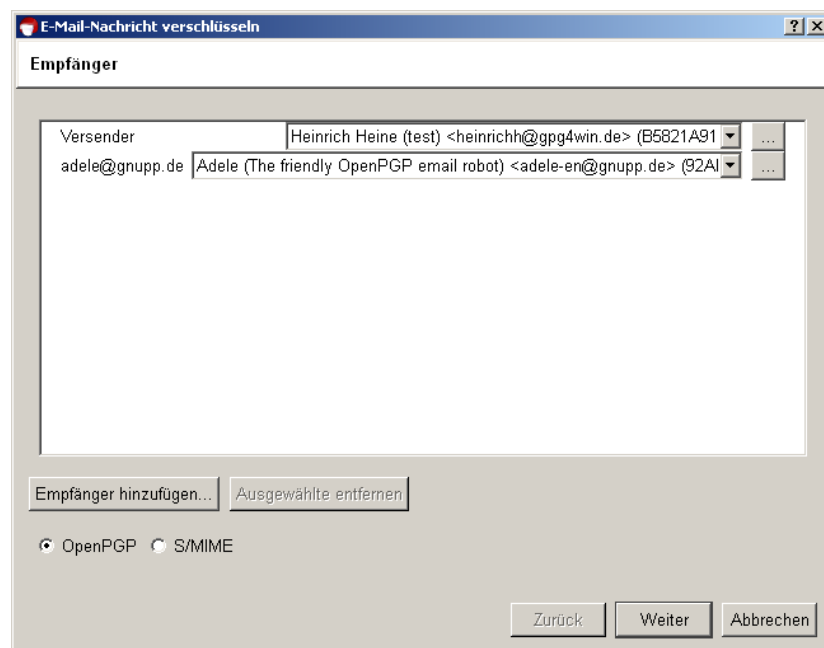 E-Mail-Nachricht verschlüsseln
Empfänger
Versender Heinrich Heine (test) <heinrichh@gpg4win.de> (B5821A91 ...
adele@gnupp.de Adele (The friendly OpenPGP email robot) <adele-en@gnupp.de> (92AI ...
Empfänger hinzufügen... Ausgewählte entfernen
OpenPGP S/MIME
Zurück Weiter Abbrechen